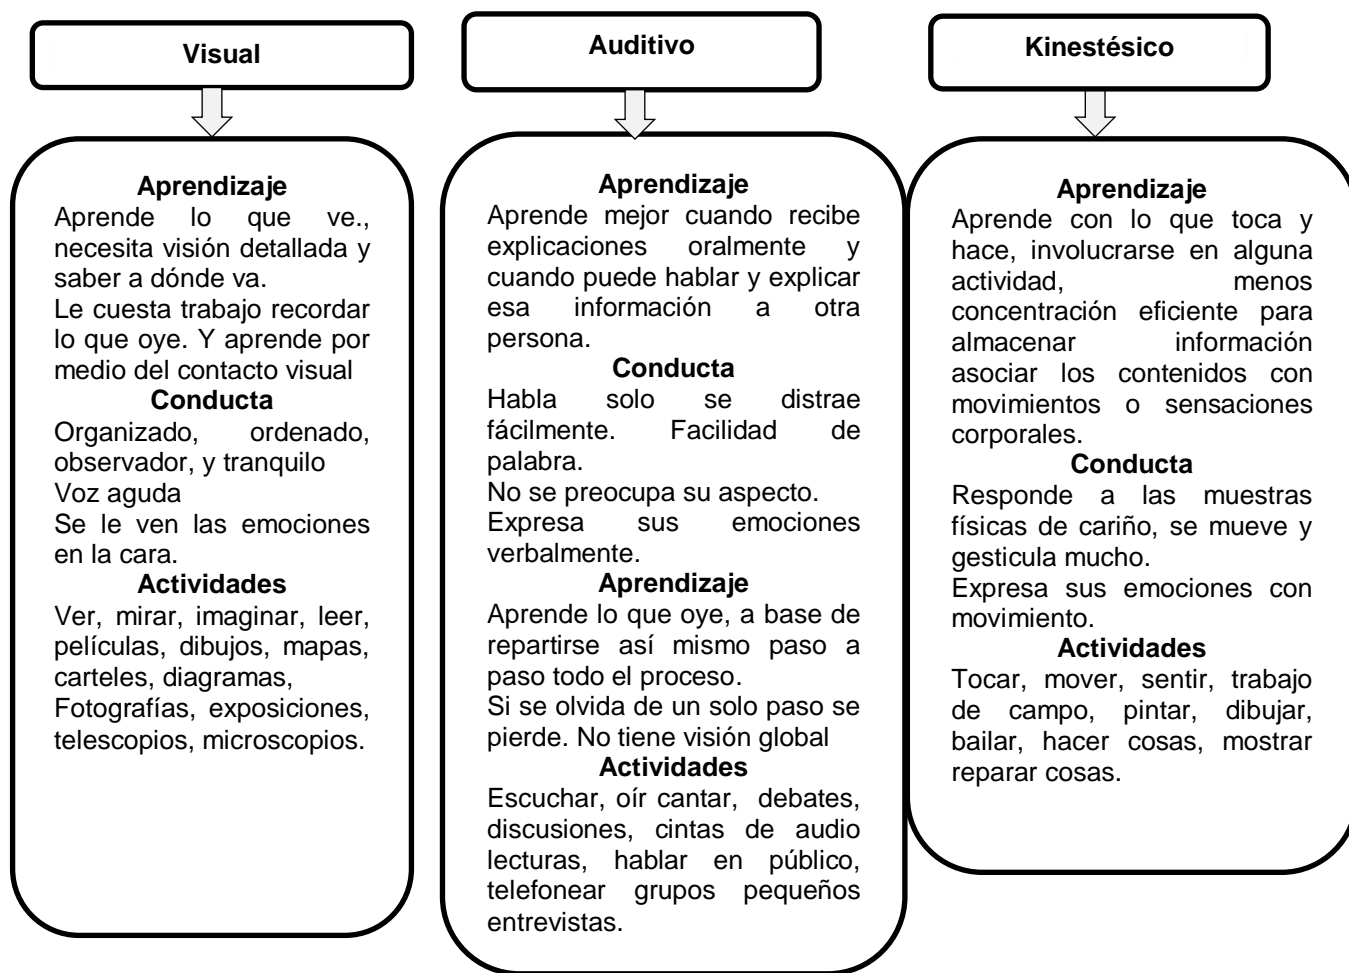 Visual
Aprendizaje
Aprende lo que ve.,
necesita visión detallada y
saber a dónde va.
Le cuesta trabajo recordar
lo que oye. Y aprende por
medio del contacto visual
Conducta
Organizado, ordenado,
observador, y tranquilo
Voz aguda
Se le ven las emociones
en la cara.
Actividades
Ver, mirar, imaginar, leer,
películas, dibujos, mapas,
carteles, diagramas,
Fotografías, exposiciones,
telescopios, microscopios.
Auditivo
Aprendizaje
Aprende mejor cuando recibe
explicaciones oralmente y
cuando puede hablar y explicar
esa información a otra
persona.
Conducta
Habla solo se distrae
fácilmente. Facilidad de
palabra.
No se preocupa su aspecto.
Expresa sus emociones
verbalmente.
Aprendizaje
Aprende lo que oye, a base de
repartirse así mismo paso a
paso todo el proceso.
Si se olvida de un solo paso se
pierde. No tiene visión global
Actividades
Escuchar, oír cantar, debates,
discusiones, cintas de audio
lecturas, hablar en público,
telefonear grupos pequeños
entrevistas.
Kinestésico
Aprendizaje
Aprende con lo que toca y
hace, involucrarse en alguna
actividad, menos
concentración eficiente para
almacenar información
asociar los contenidos con
movimientos o sensaciones
corporales.
Conducta
Responde a las muestras
físicas de cariño, se mueve y
gesticula mucho.
Expresa sus emociones con
movimiento.
Actividades
Tocar, mover, sentir, trabajo
de campo, pintar, dibujar,
bailar, hacer cosas, mostrar
reparar cosas.